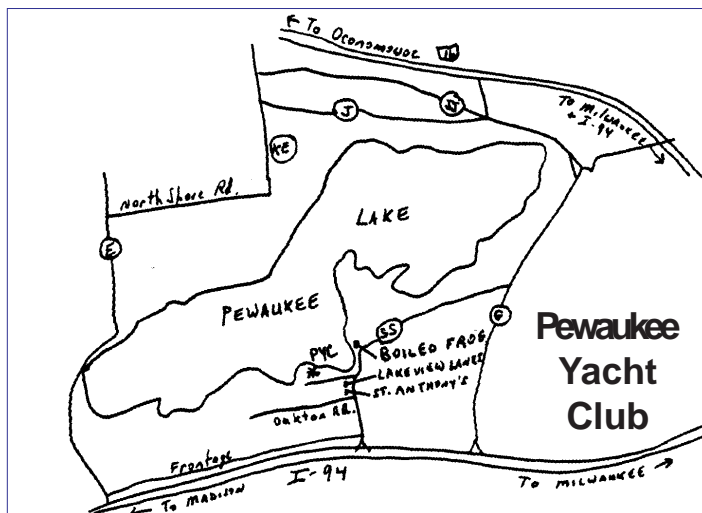 ← To Oconomowoc
16
To Milwaukee
+ I-94
J
KE
North Shore Rd.
LAKE
E
PEWAUKEE
G
SS
PYC
BOILED FROG
LAKEVIEW LANES
ST. ANTHONY'S
Oakton Rd.
Pewaukee
Yacht
Club
Frontage
I-94
← To MADISON
To MILWAUKEE →